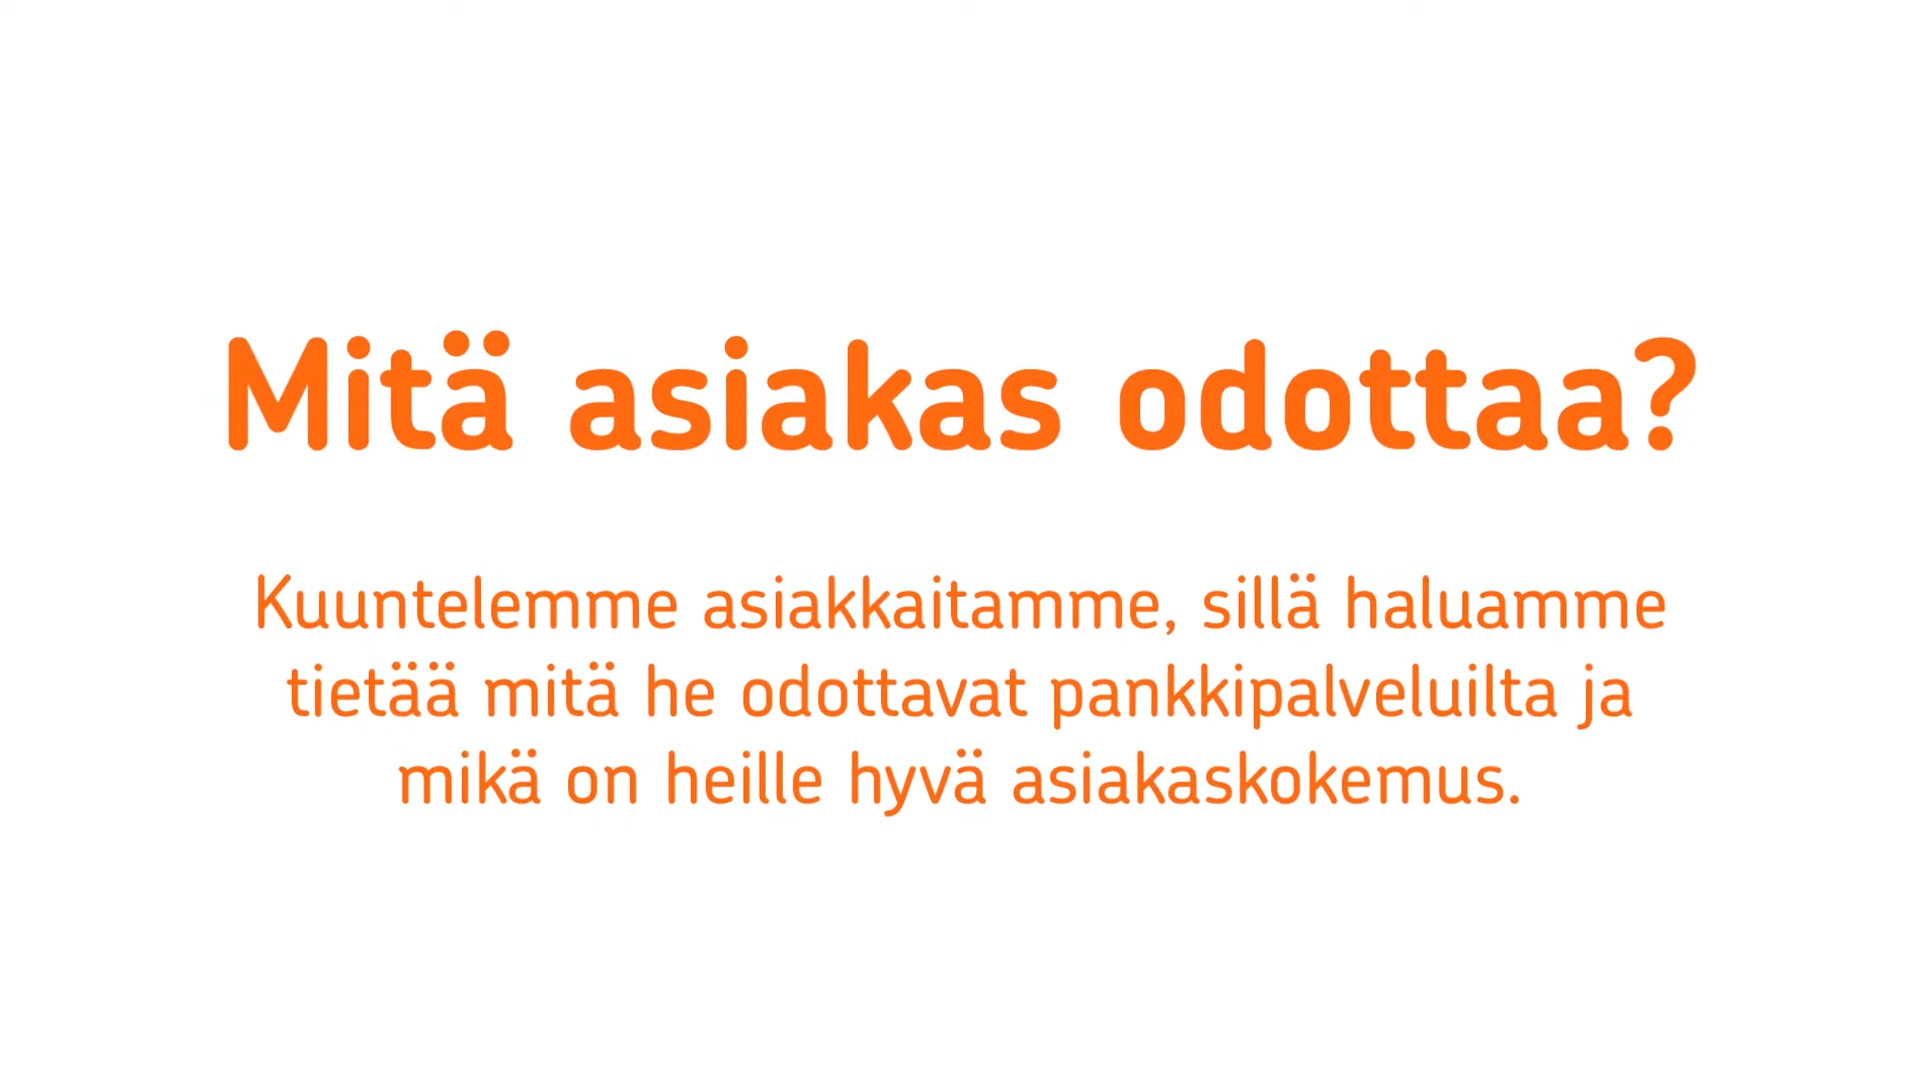 Mitä asiakas odottaa?
Kuuntelemme asiakkaitamme, sillä haluamme
tietää mitä he odottavat pankkipalveluilta ja
mikä on heille hyvä asiakaskokemus.